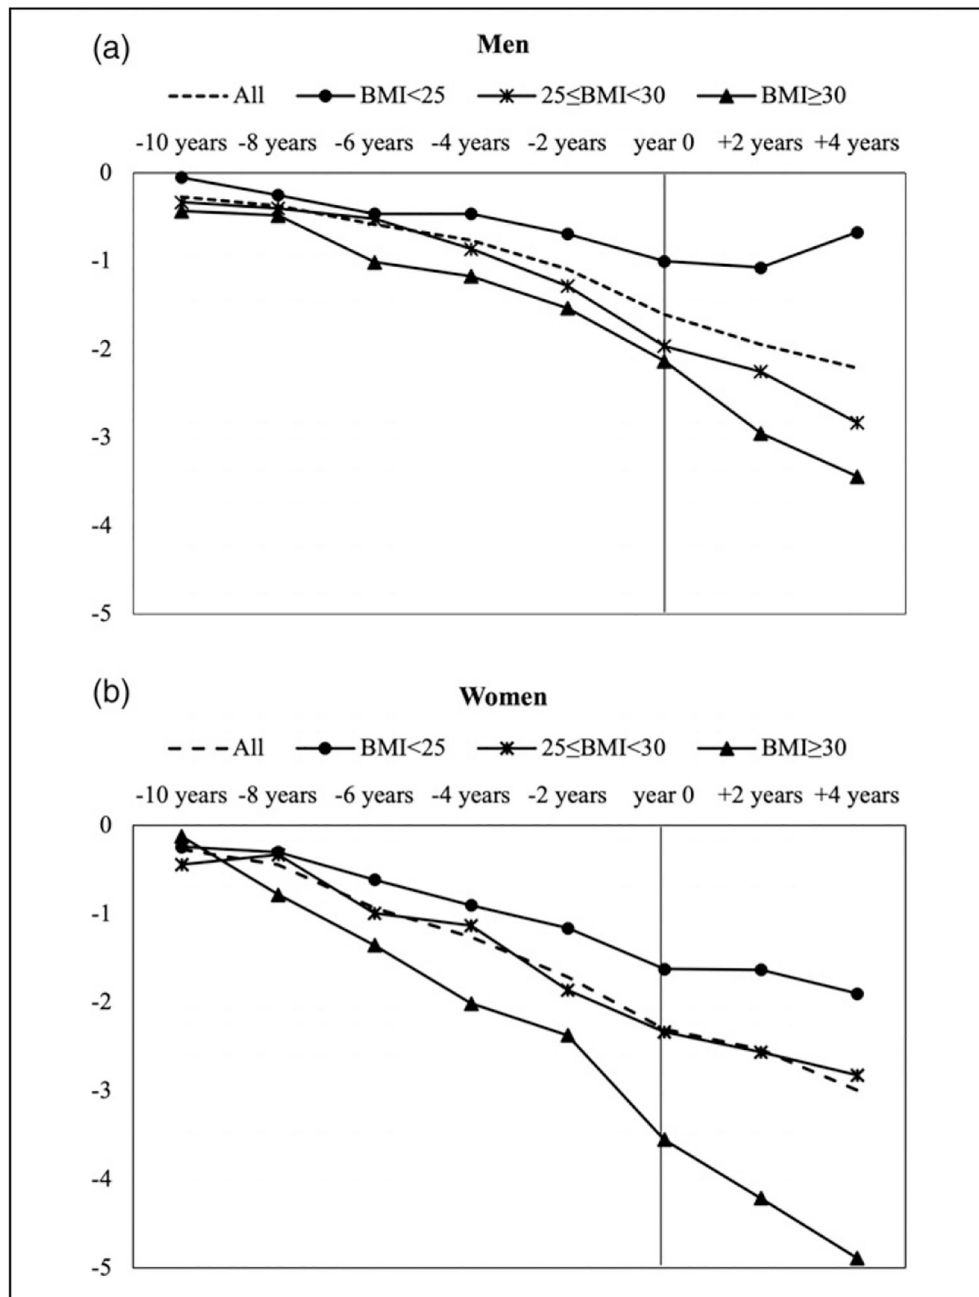 (a)
Men
All BMI<25 25≤BMI<30 BMI≥30
-10 years -8 years -6 years -4 years -2 years year 0 +2 years +4 years
0
-1
-2
-3
-4
-5
(b)
Women
All BMI<25 25≤BMI<30 BMI≥30
-10 years -8 years -6 years -4 years -2 years year 0 +2 years +4 years
0
-1
-2
-3
-4
-5